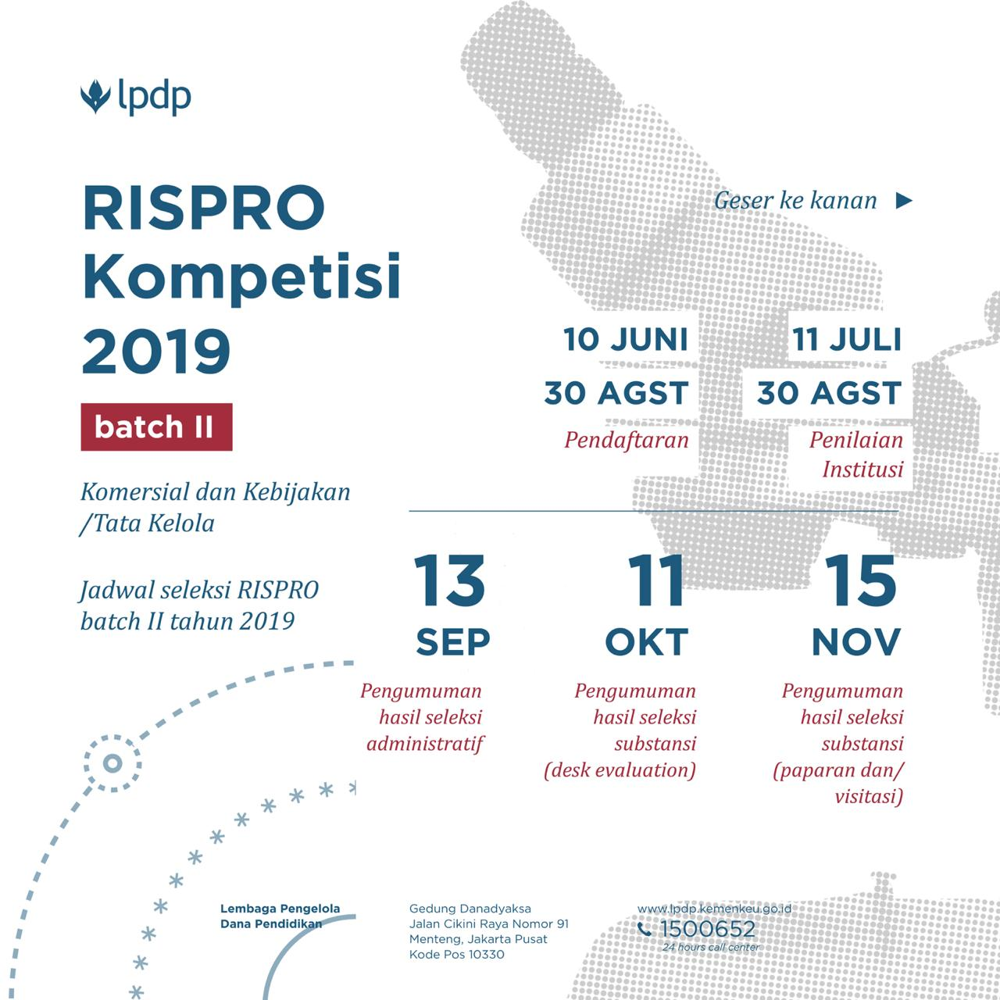 lpdp
RISPRO
Kompetisi
2019
batch II
Komersial dan Kebijakan
/Tata Kelola
Jadwal seleksi RISPRO
batch II tahun 2019
Geser ke kanan
10 JUNI
30 AGST
Pendaftaran
11 JULI
30 AGST
Penilaian
Institusi
13
SEP
Pengumuman
hasil seleksi
administratif
11
OKT
Pengumuman
hasil seleksi
substansi
(desk evaluation)
15
NOV
Pengumuman
hasil seleksi
substansi
(paparan dan/
visitasi)
Lembaga Pengelola
Dana Pendidikan
Gedung Danadyaksa
Jalan Cikini Raya Nomor 91
Menteng, Jakarta Pusat
Kode Pos 10330
www.lpdp.kemenkeu.go.id
1500652
24 hours call center